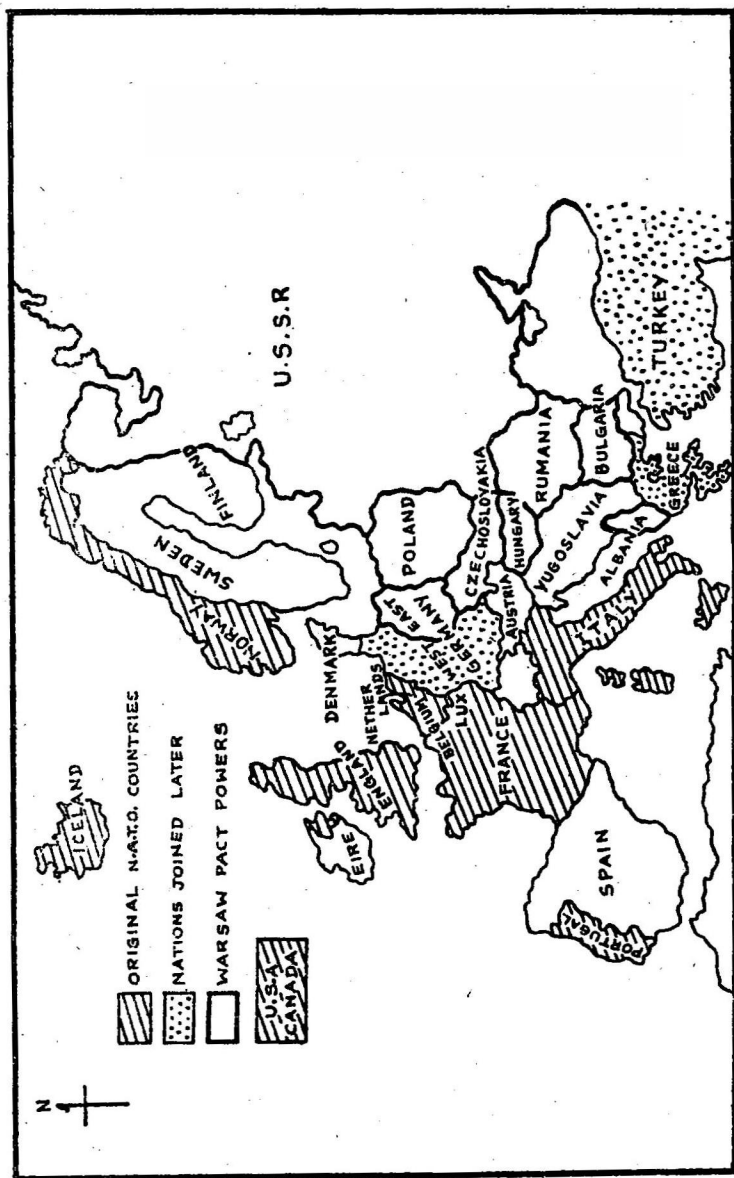 N
ICELAND
ORIGINAL N.A.T.O. COUNTRIES
NATIONS JOINED LATER
WARSAW PACT POWERS
U.S.A
CANADA
NORWAY
SWEDEN
FINLAND
U.S.S.R
DENMARK
EIRE
ENGLAND
NETHER
LANDS
BELGIUM
LUX
EAST
WEST
GERMANY
POLAND
CZECHOSLOVAKIA
FRANCE
AUSTRIA
HUNGARY
RUMANIA
YUGOSLAVIA
BULGARIA
ALBANIA
ITALY
GREECE
TURKEY
PORTUGAL
SPAIN